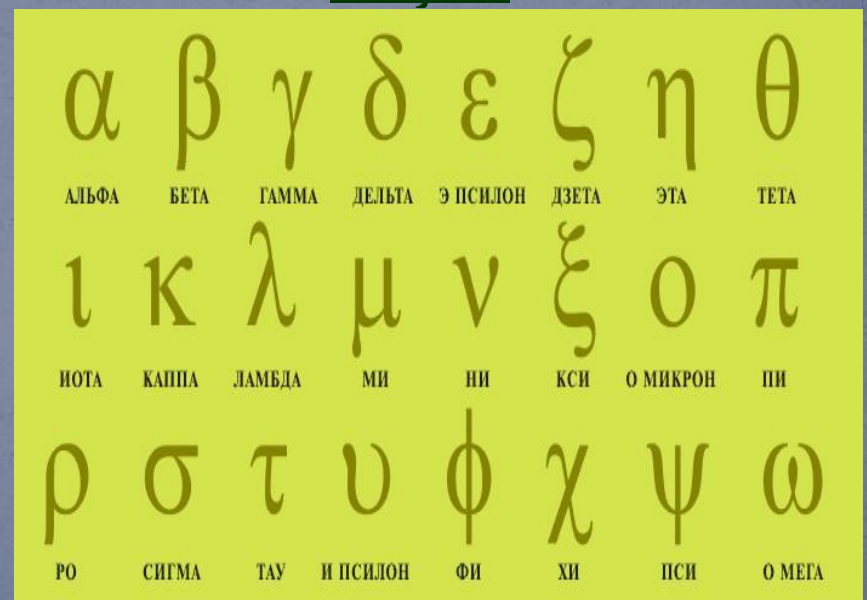 α β γ δ ε ζ η θ
АЛЬФА БЕТА ГАММА ДЕЛЬТА Э ПСИЛОН ДЗЕТА ЭТА ТЕТА
ι κ λ μ ν ξ ο π
ИОТА КАППА ЛАМБДА МИ НИ КСИ О МИКРОН ПИ
ρ σ τ υ ϕ χ ψ ω
РО СИГМА ТАУ И ПСИЛОН ФИ ХИ ПСИ О МЕГА